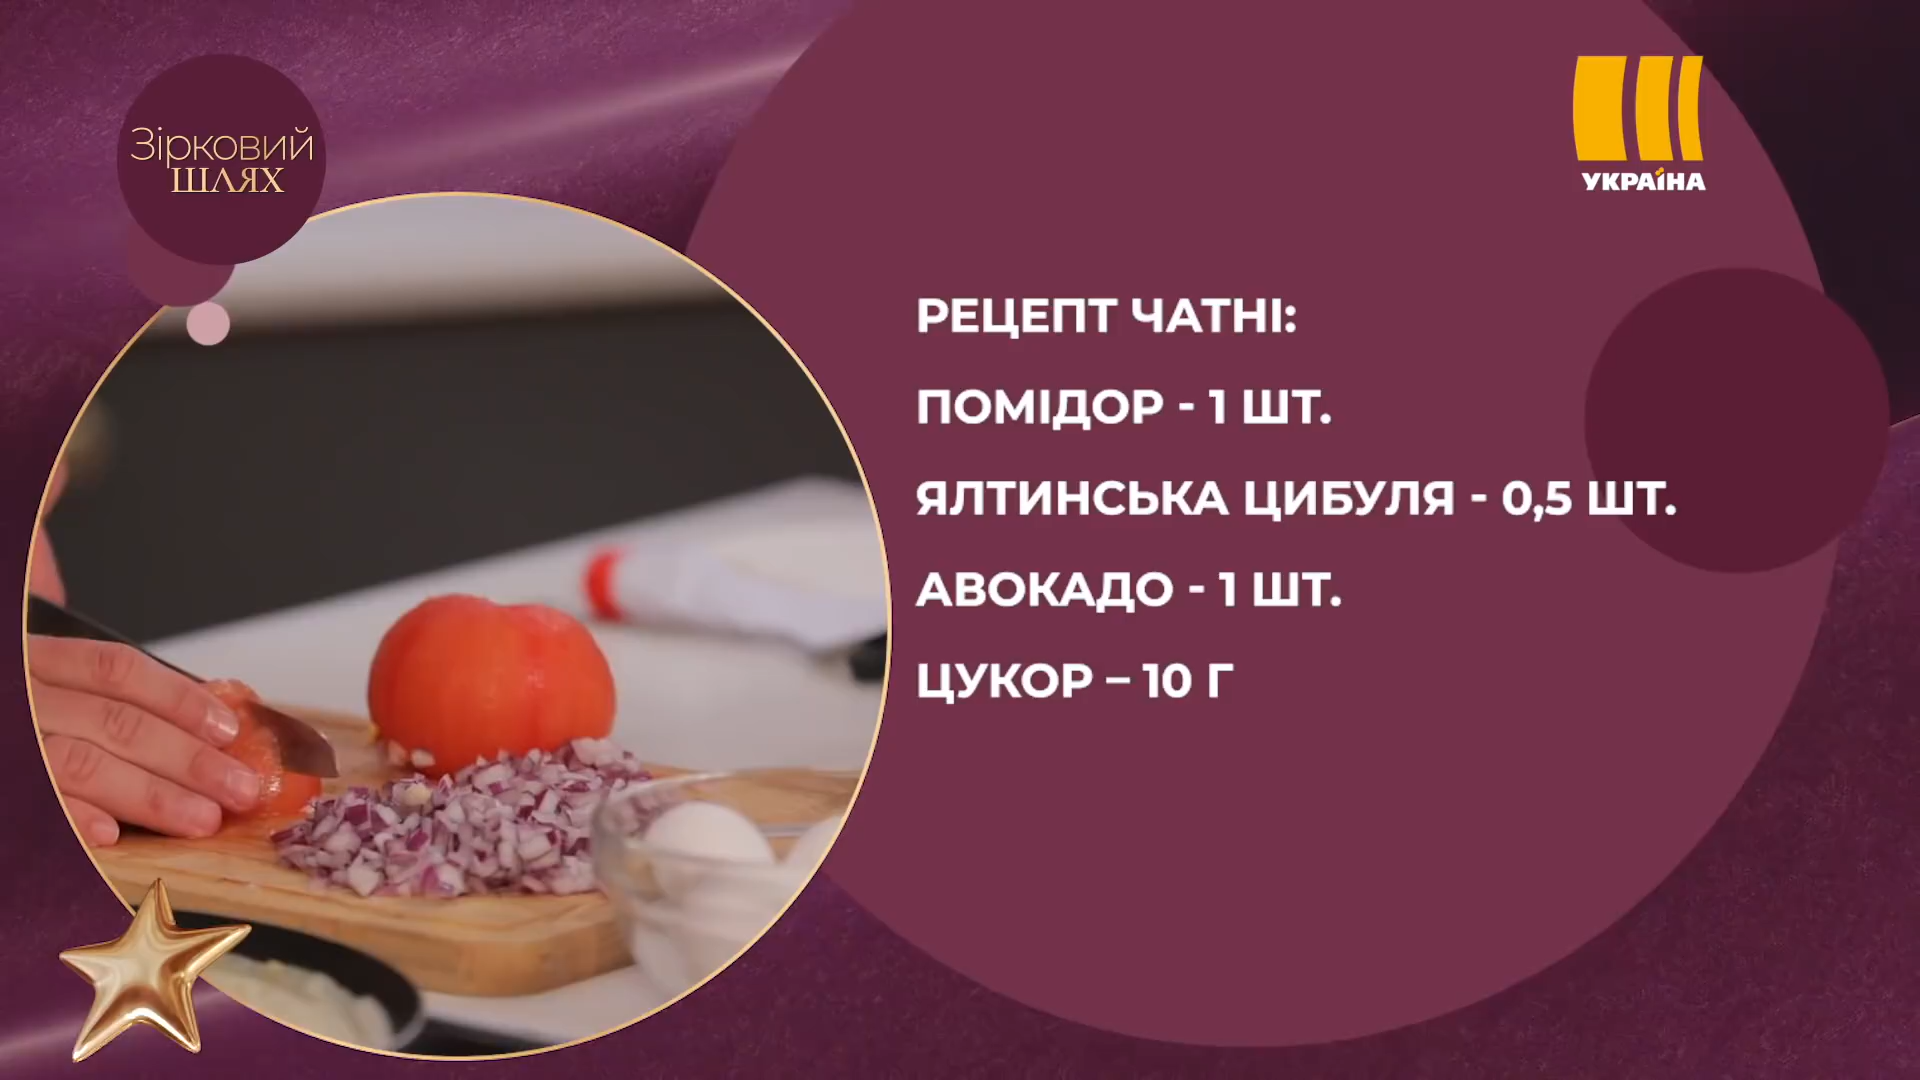 Зірковий
ШЛЯХ
УКРАЇНА
РЕЦЕПТ ЧАТНІ:
ПОМІДОР - 1 ШТ.
ЯЛТИНСЬКА ЦИБУЛЯ - 0,5 ШТ.
АВОКАДО - 1 ШТ.
ЦУКОР – 10 Г